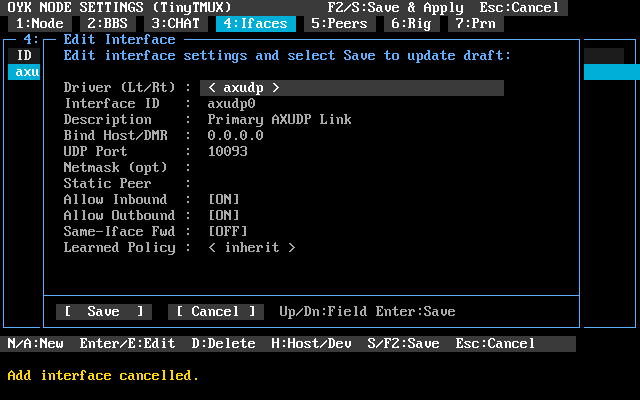 OYK NODE SETTINGS (TinyTMUX) F2/S:Save & Apply Esc:Cancel
1:Node 2:BBS 3:CHAT 4:Ifaces 5:Peers 6:Rig 7:Prn
4: Edit Interface
ID Edit interface settings and select Save to update draft:
axu
Driver (Lt/Rt) : < axudp >
Interface ID : axudp0
Description : Primary AXUDP Link
Bind Host/DMR : 0.0.0.0
UDP Port : 10093
Netmask (opt) :
Static Peer :
Allow Inbound : [ON]
Allow Outbound : [ON]
Same-Iface Fwd : [OFF]
Learned Policy : < inherit >
[ Save ] [ Cancel ] Up/Dn:Field Enter:Save
N/A:New Enter/E:Edit D:Delete H:Host/Dev S/F2:Save Esc:Cancel
Add interface cancelled.